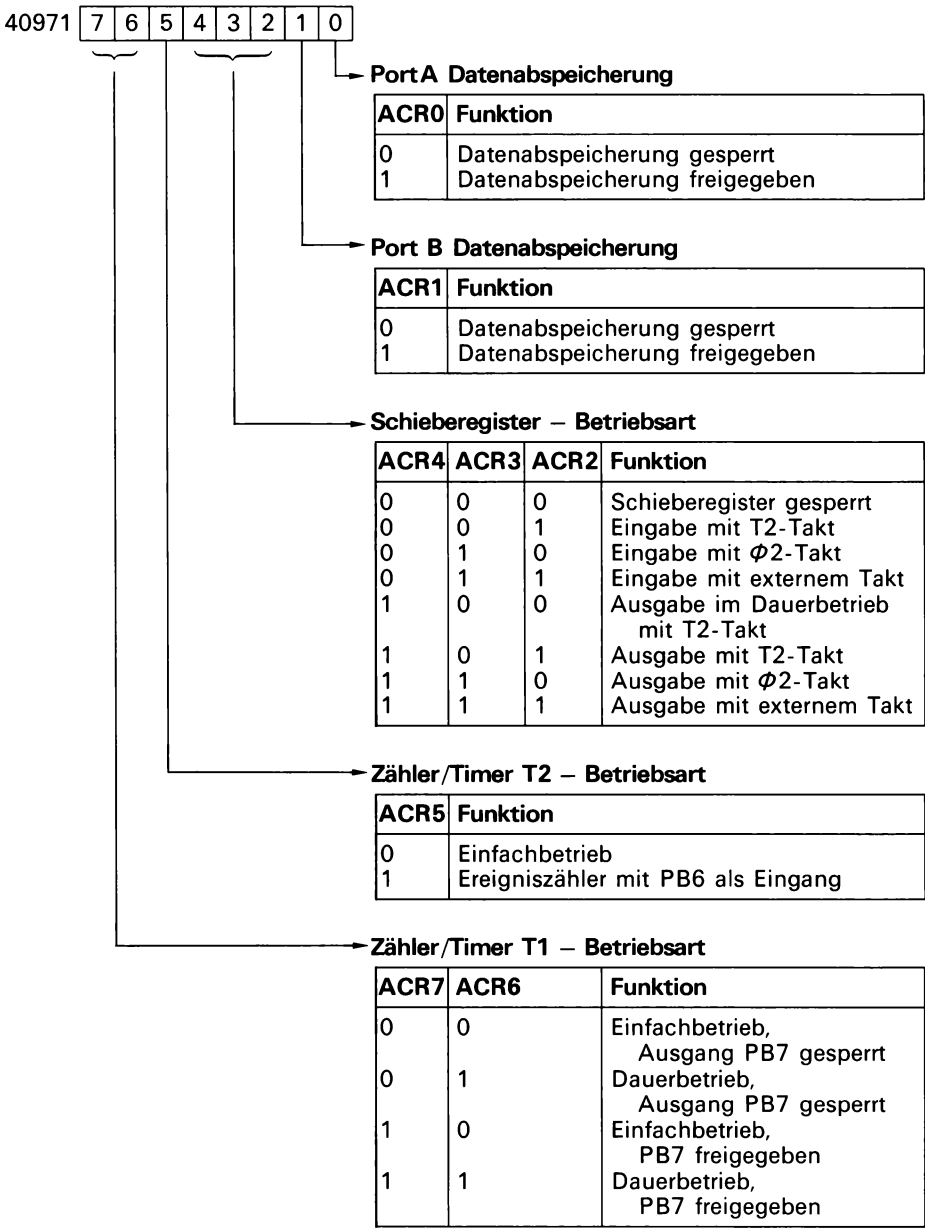 40971 7 6 5 4 3 2 1 0
Port A Datenabspeicherung
ACR0 Funktion
0 Datenabspeicherung gesperrt
1 Datenabspeicherung freigegeben
Port B Datenabspeicherung
ACR1 Funktion
0 Datenabspeicherung gesperrt
1 Datenabspeicherung freigegeben
Schieberegister – Betriebsart
ACR4 ACR3 ACR2 Funktion
0 0 0 Schieberegister gesperrt
0 0 1 Eingabe mit T2-Takt
0 1 0 Eingabe mit Φ2-Takt
0 1 1 Eingabe mit externem Takt
1 0 0 Ausgabe im Dauerbetrieb
mit T2-Takt
1 0 1 Ausgabe mit T2-Takt
1 1 0 Ausgabe mit Φ2-Takt
1 1 1 Ausgabe mit externem Takt
Zähler/Timer T2 – Betriebsart
ACR5 Funktion
0 Einfachbetrieb
1 Ereigniszähler mit PB6 als Eingang
Zähler/Timer T1 – Betriebsart
ACR7 ACR6 Funktion
0 0 Einfachbetrieb,
Ausgang PB7 gesperrt
0 1 Dauerbetrieb,
Ausgang PB7 gesperrt
1 0 Einfachbetrieb,
PB7 freigegeben
1 1 Dauerbetrieb,
PB7 freigegeben